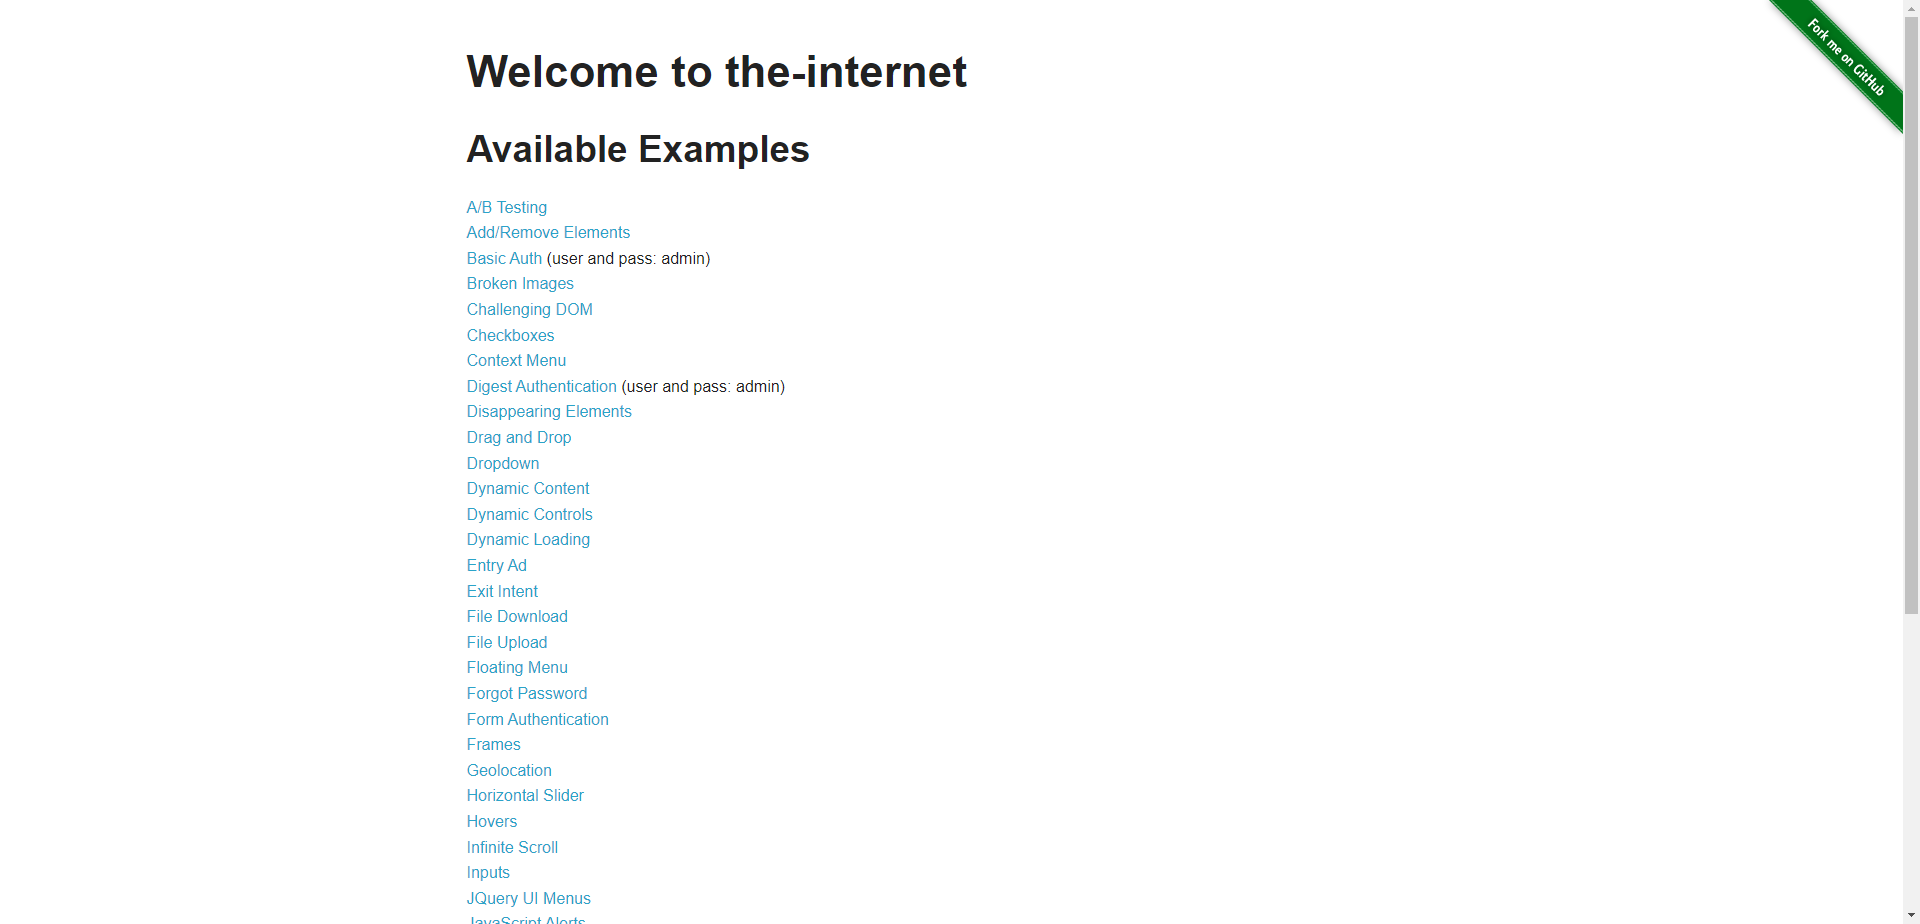 Fork me on GitHub
Welcome to the-internet
Available Examples
A/B Testing
Add/Remove Elements
Basic Auth (user and pass: admin)
Broken Images
Challenging DOM
Checkboxes
Context Menu
Digest Authentication (user and pass: admin)
Disappearing Elements
Drag and Drop
Dropdown
Dynamic Content
Dynamic Controls
Dynamic Loading
Entry Ad
Exit Intent
File Download
File Upload
Floating Menu
Forgot Password
Form Authentication
Frames
Geolocation
Horizontal Slider
Hovers
Infinite Scroll
Inputs
JQuery UI Menus
JavaScript Alerts